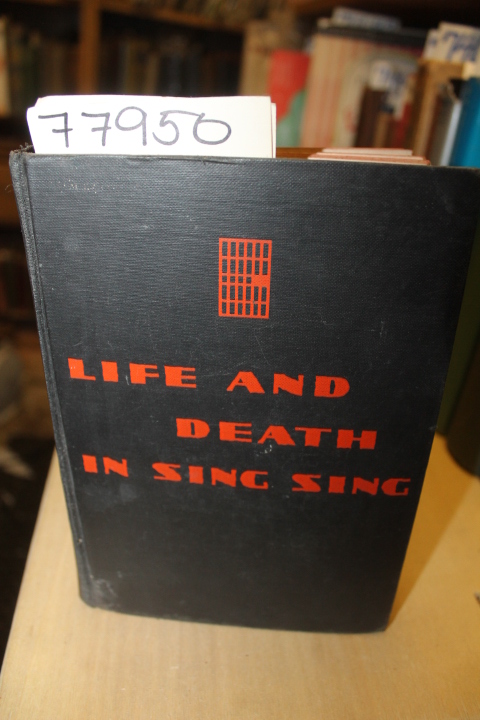 77950
LIFE AND
DEATH
IN SING SING